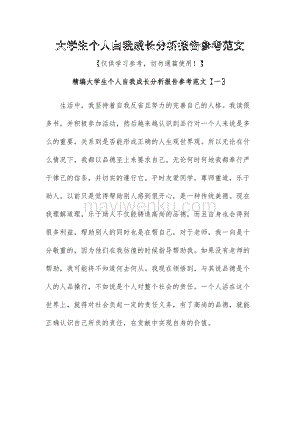 大学生个人自我成长分析报告参考范文
【仅供学习参考，切勿通篇使用！】
精编大学生个人自我成长分析报告参考范文【一】
生活中，我坚持着自我反省且努力的完善自己的人格。我读很多书，并积极参加活动，然后越来越认识到品行对一个人来说是多么的重要，关系到是否能形成正确的人生观世界观。所以无论在什么情况下，我都以品德至上来要求自己。无论何时何地我都奉行严于律己的信条，并切实的遵行它。平时友爱同学，尊师重道，乐于助人。以前只是觉得帮助别人感到很开心，是一种传统美德。现在我理解道理，乐于助人不仅能铸造高尚的品德，而且自身也会得到很多利益，帮助别人的同时也是在帮自己。对于老师，我一向是十分敬重的，因为他们在我彷徨的时候指导帮助我。如果没有老师的帮助，我可能将不知道何去何从。我现在领悟到，与其说品德是个人的人品操行，不如说是个人对整个社会的责任。一个人活在这个世界上，就得对社会负起一定的责任义务，有了高尚的品德，就能正确认识自己所负的责任，在贡献中实现自身的价值。
mayiwenku.com